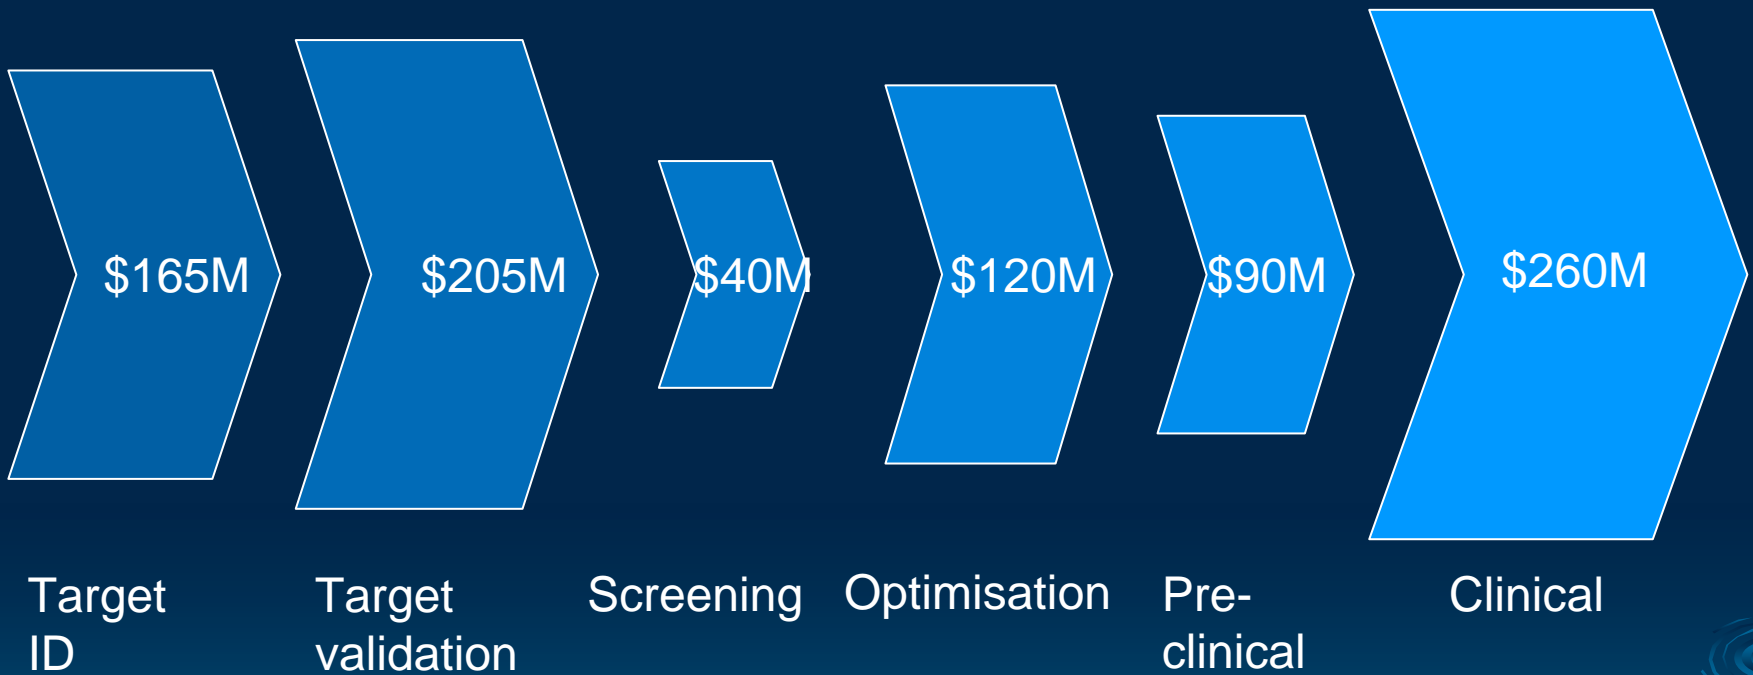 $165M
$205M
$40M
$120M
$90M
$260M
Target
ID
Target
validation
Screening
Optimisation
Pre-
clinical
Clinical